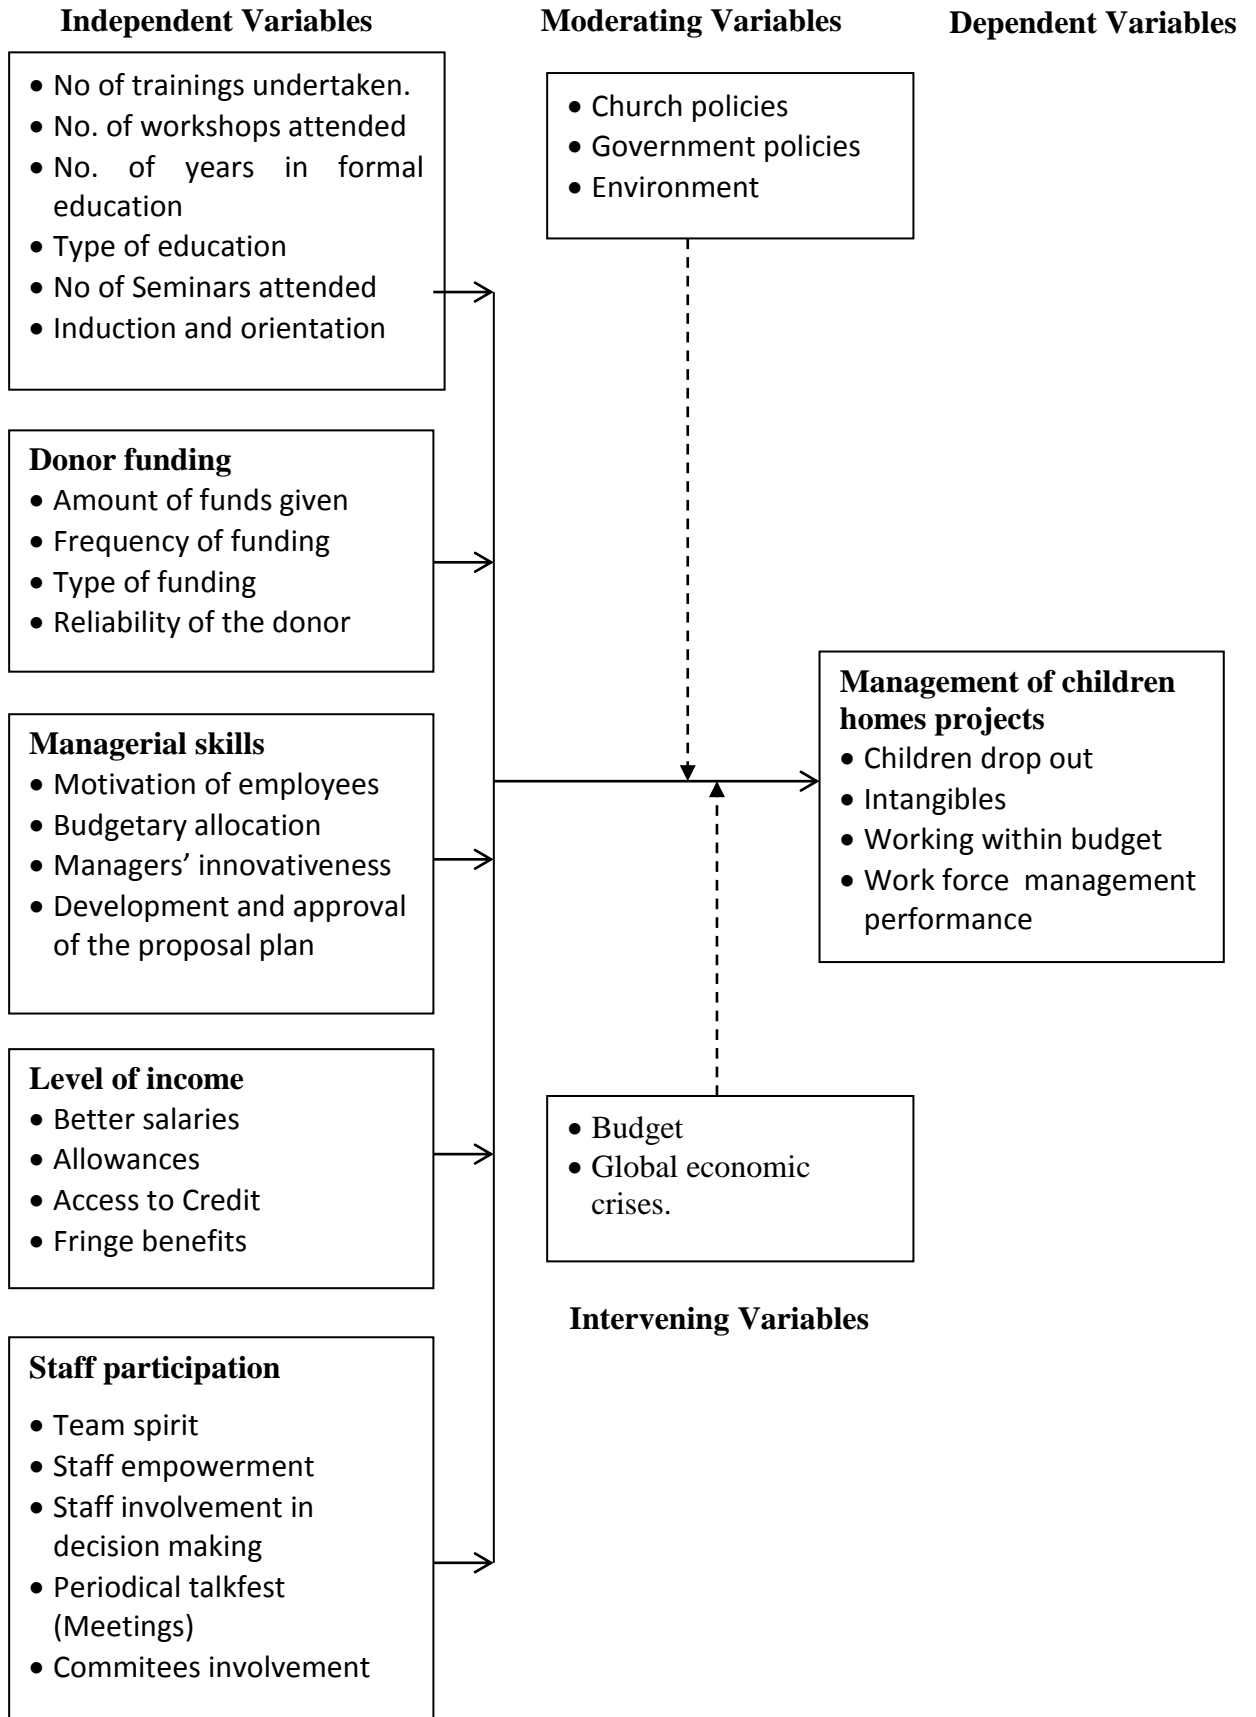 Independent Variables
Moderating Variables
Dependent Variables
• No of trainings undertaken.
• No. of workshops attended
• No. of years in formal
education
• Type of education
• No of Seminars attended
• Induction and orientation
• Church policies
• Government policies
• Environment
Donor funding
• Amount of funds given
• Frequency of funding
• Type of funding
• Reliability of the donor
Managerial skills
• Motivation of employees
• Budgetary allocation
• Managers’ innovativeness
• Development and approval
of the proposal plan
Management of children
homes projects
• Children drop out
• Intangibles
• Working within budget
• Work force management
performance
Level of income
• Better salaries
• Allowances
• Access to Credit
• Fringe benefits
• Budget
• Global economic
crises.
Intervening Variables
Staff participation
• Team spirit
• Staff empowerment
• Staff involvement in
decision making
• Periodical talkfest
(Meetings)
• Commitees involvement